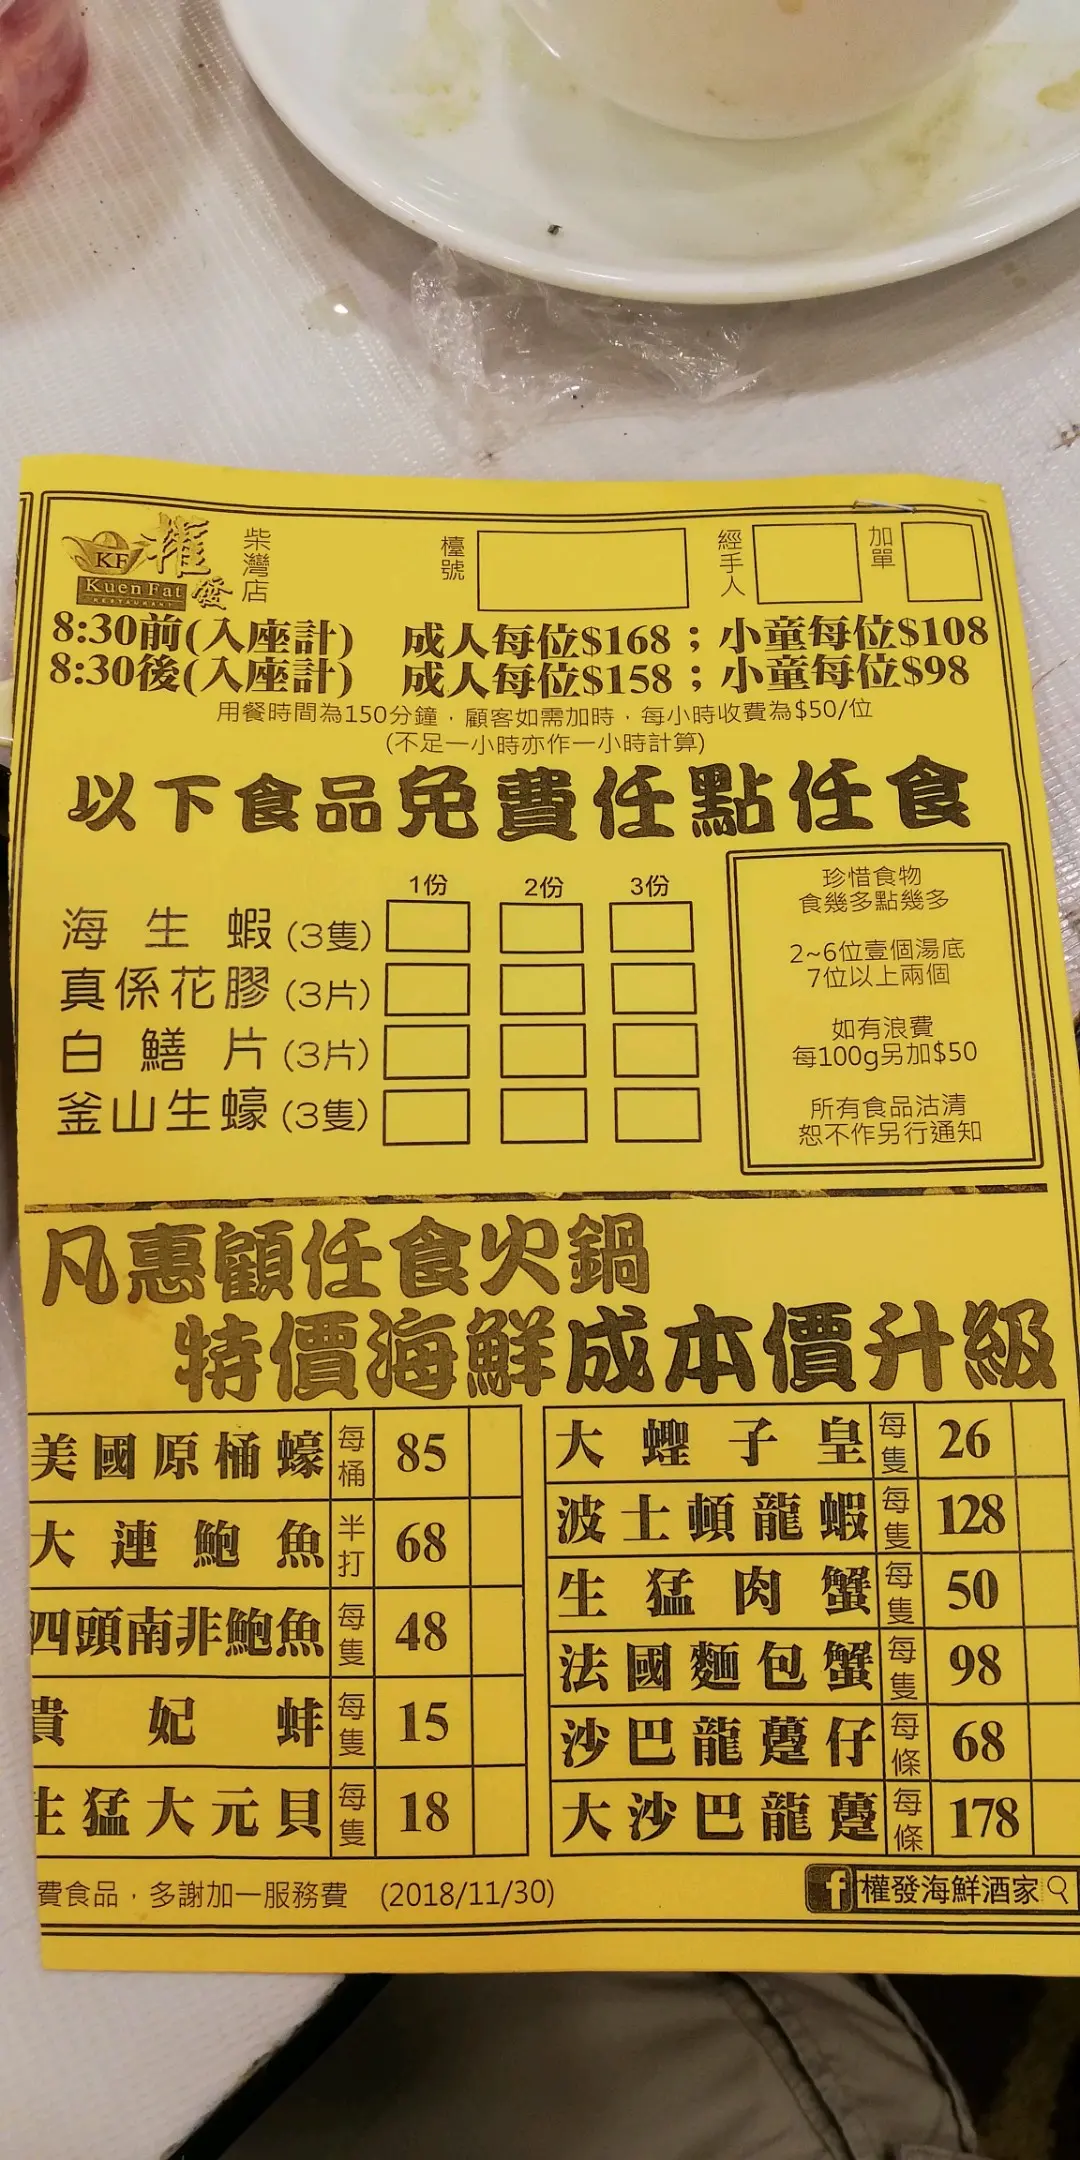 KF
權發
Kuen Fat
RESTAURANT
柴灣店
檯號
經手人
加單
8:30前(入座計) 成人每位$168；小童每位$108
8:30後(入座計) 成人每位$158；小童每位$98
用餐時間為150分鐘，顧客如需加時，每小時收費為$50/位
(不足一小時亦作一小時計算)
以下食品免費任點任食
1份 2份 3份
海生蝦 (3隻)
真係花膠 (3片)
白鱔片 (3片)
釜山生蠔 (3隻)
珍惜食物
食幾多點幾多
2~6位壹個湯底
7位以上兩個
如有浪費
每100g另加$50
所有食品沽清
恕不作另行通知
凡惠顧任食火鍋
特價海鮮成本價升級
美國原桶蠔 每桶 85
大連鮑魚 半打 68
四頭南非鮑魚 每隻 48
貴妃蚌 每隻 15
生猛大元貝 每隻 18
大蟶子皇 每隻 26
波士頓龍蝦 每隻 128
生猛肉蟹 每隻 50
法國麵包蟹 每隻 98
沙巴龍躉仔 每條 68
大沙巴龍躉 每條 178
費食品，多謝加一服務費 (2018/11/30)
f 權發海鮮酒家